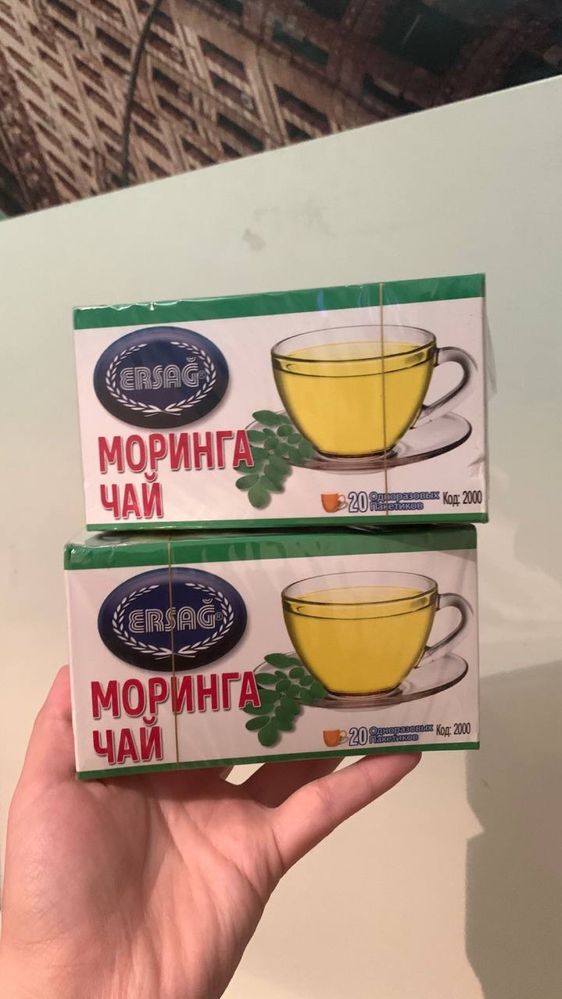 ERSAĞ®
МОРИНГА
ЧАЙ
20 Одноразовых
Пакетиков
Код: 2000
ERSAĞ®
МОРИНГА
ЧАЙ
20 Одноразовых
Пакетиков
Код: 2000